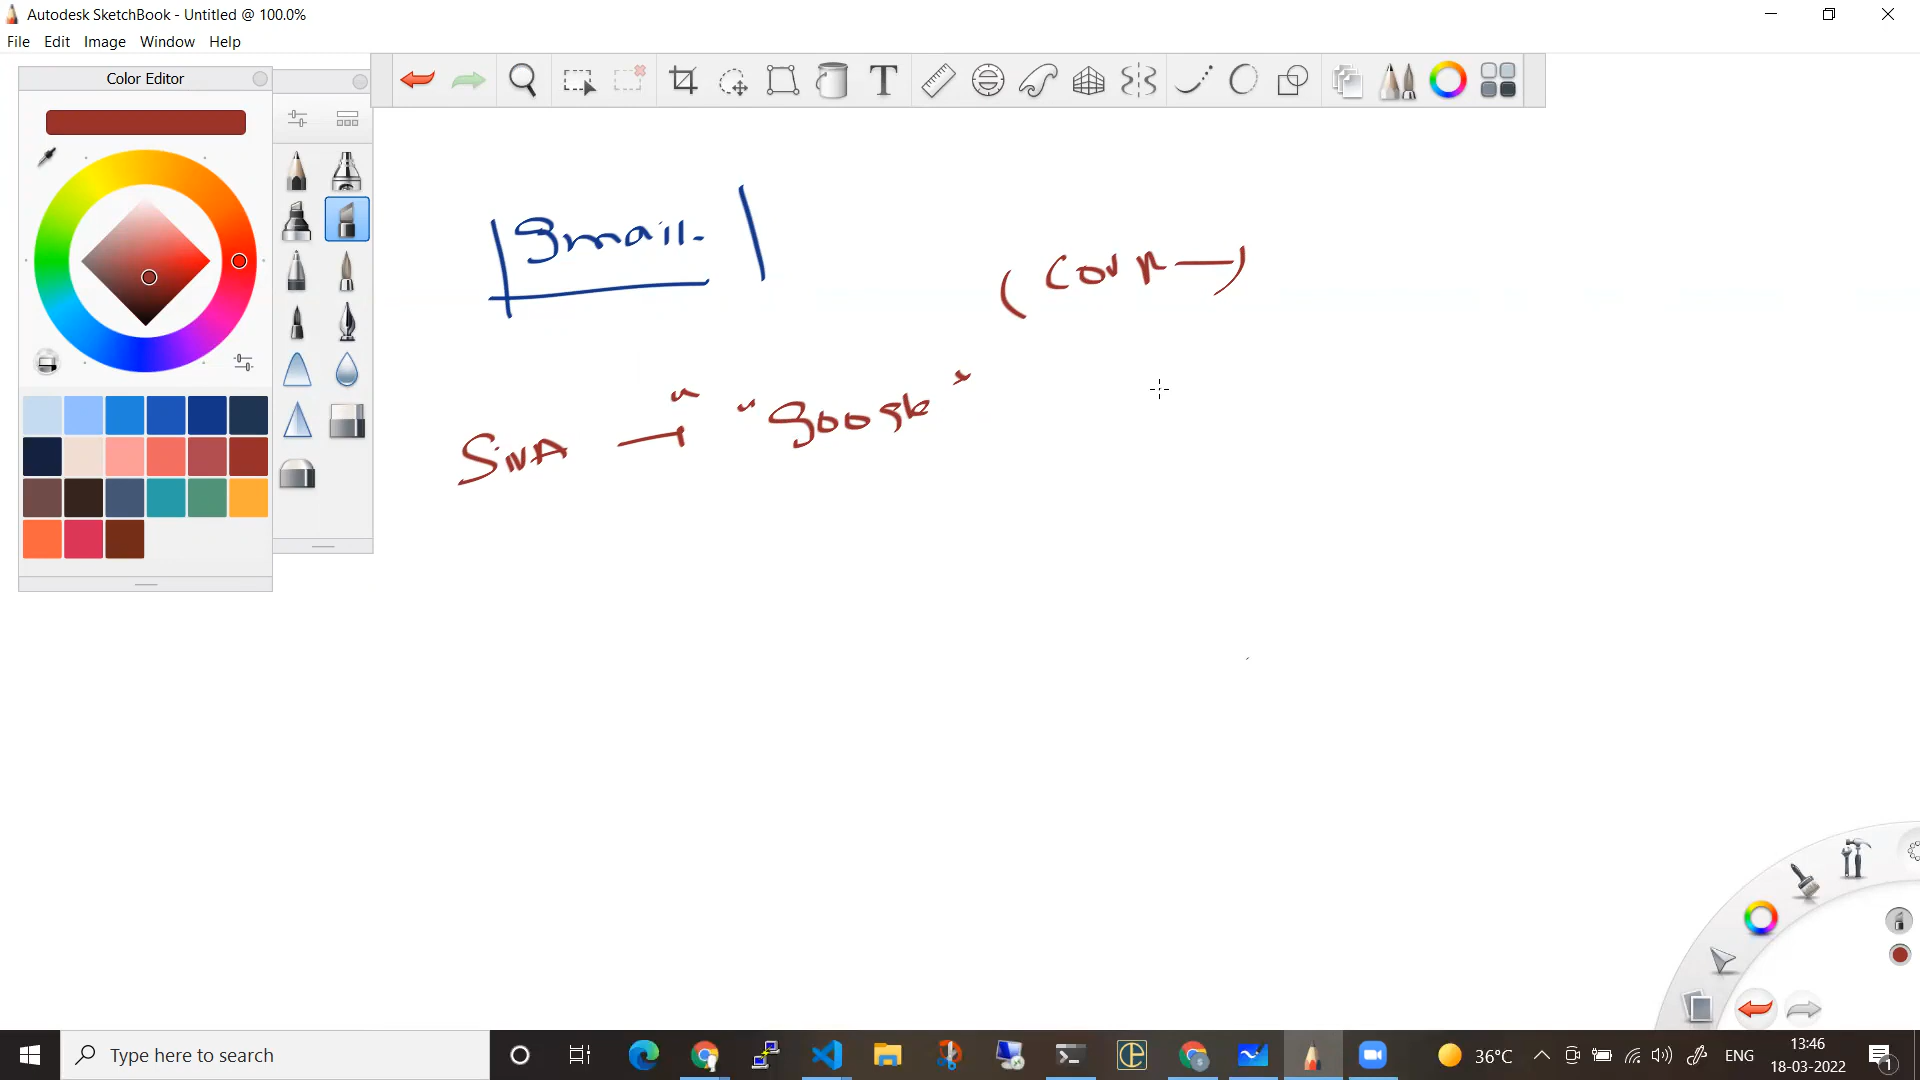 Autodesk SketchBook - Untitled @ 100.0%
File Edit Image Window Help
Color Editor
T
Gmail.
SivA → " "Google"
Type here to search
36°C
ENG
13:46
18-03-2022
1